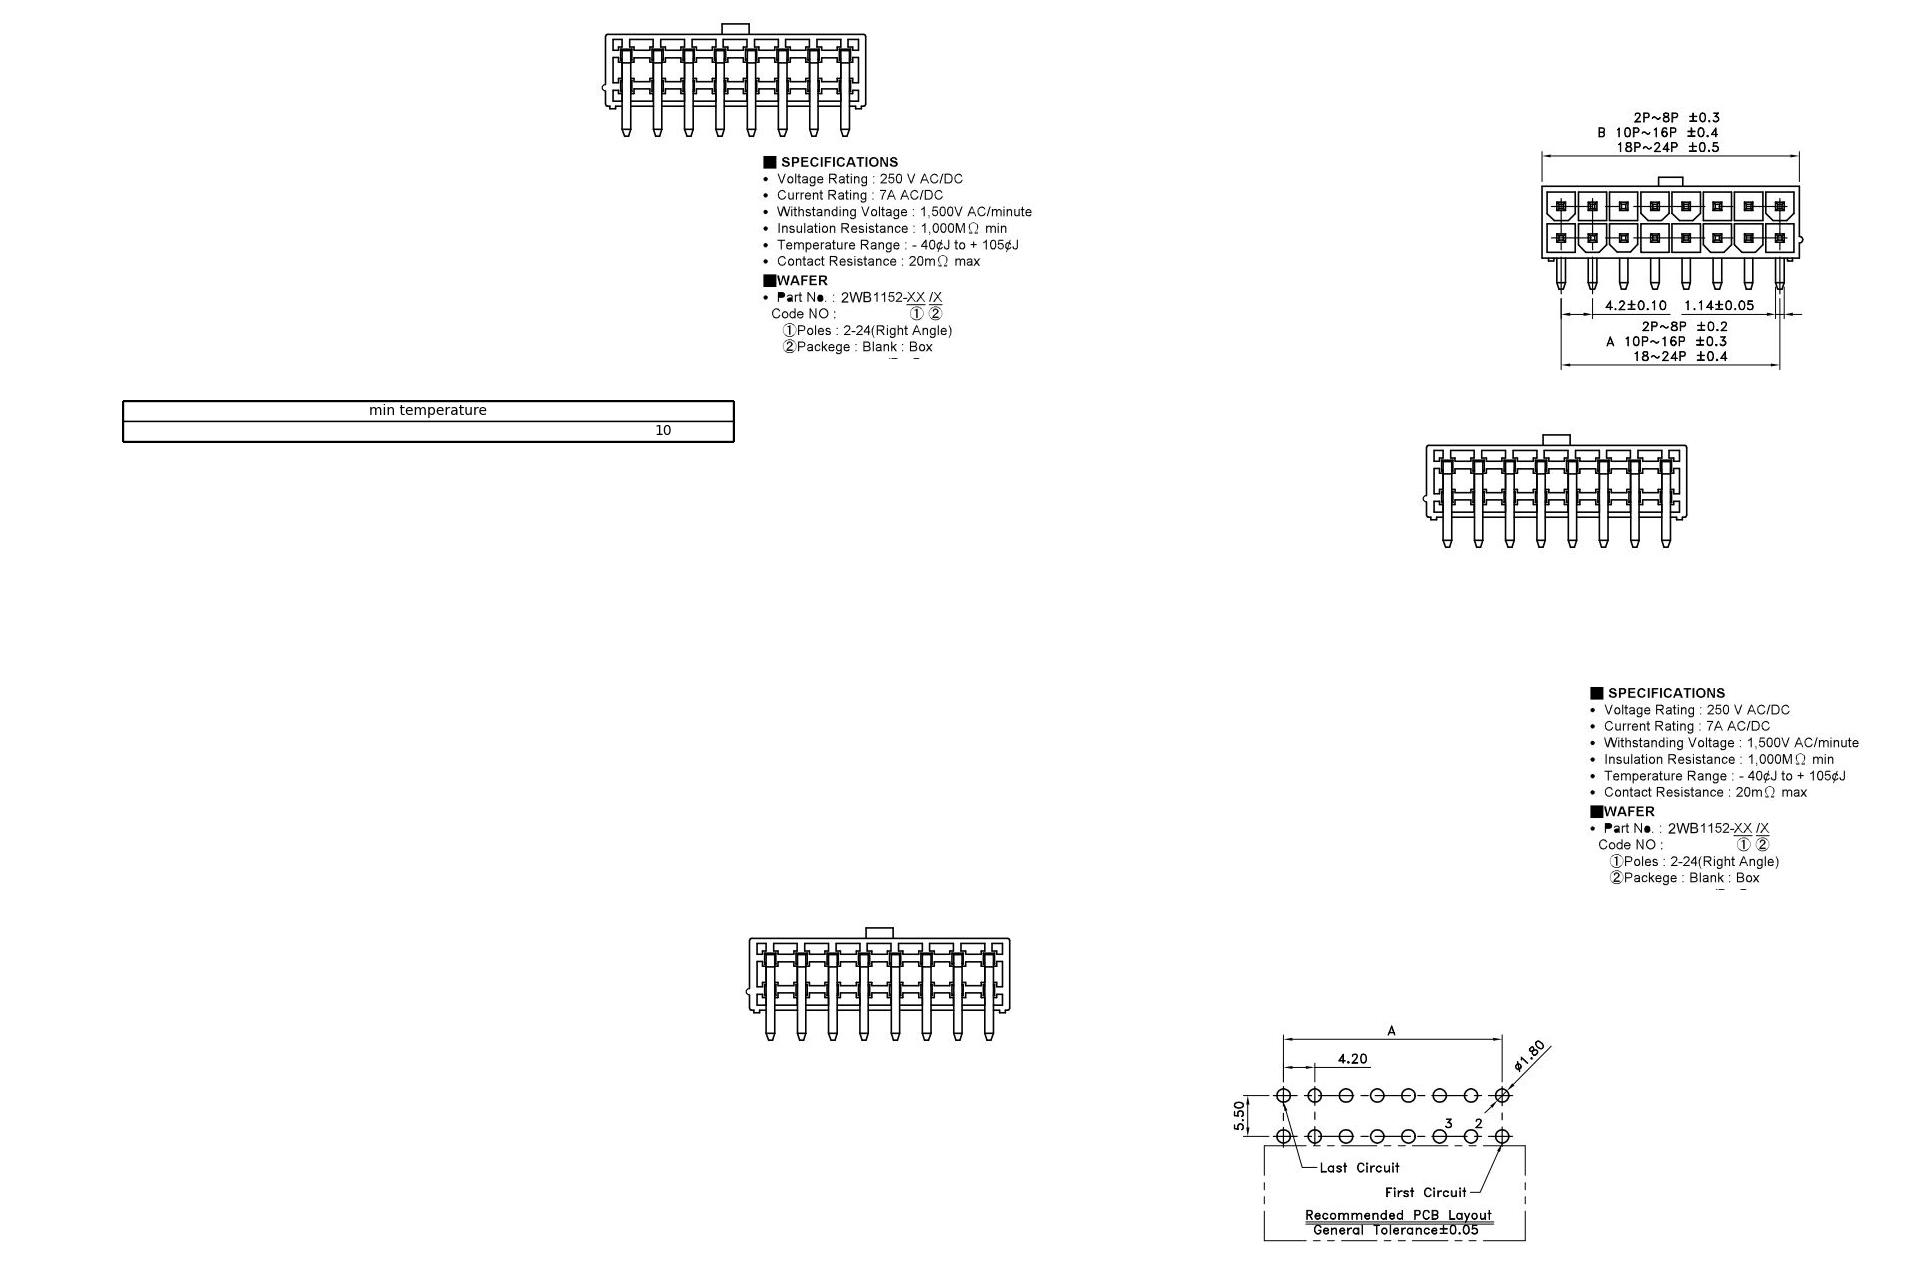 ■ SPECIFICATIONS
• Voltage Rating : 250 V AC/DC
• Current Rating : 7A AC/DC
• Withstanding Voltage : 1,500V AC/minute
• Insulation Resistance : 1,000MΩ min
• Temperature Range : - 40¢J to + 105¢J
• Contact Resistance : 20mΩ max
■WAFER
• Part No. : 2WB1152-XX /X
Code NO : ① ②
①Poles : 2-24(Right Angle)
②Packege : Blank : Box
2P~8P ±0.3
B 10P~16P ±0.4
18P~24P ±0.5
4.2±0.10 1.14±0.05
2P~8P ±0.2
A 10P~16P ±0.3
18~24P ±0.4
min temperature
10
■ SPECIFICATIONS
• Voltage Rating : 250 V AC/DC
• Current Rating : 7A AC/DC
• Withstanding Voltage : 1,500V AC/minute
• Insulation Resistance : 1,000MΩ min
• Temperature Range : - 40¢J to + 105¢J
• Contact Resistance : 20mΩ max
■WAFER
• Part No. : 2WB1152-XX /X
Code NO : ① ②
①Poles : 2-24(Right Angle)
②Packege : Blank : Box
A
4.20
ø1.80
5.50
3 2
Last Circuit
First Circuit
Recommended PCB Layout
General Tolerance±0.05